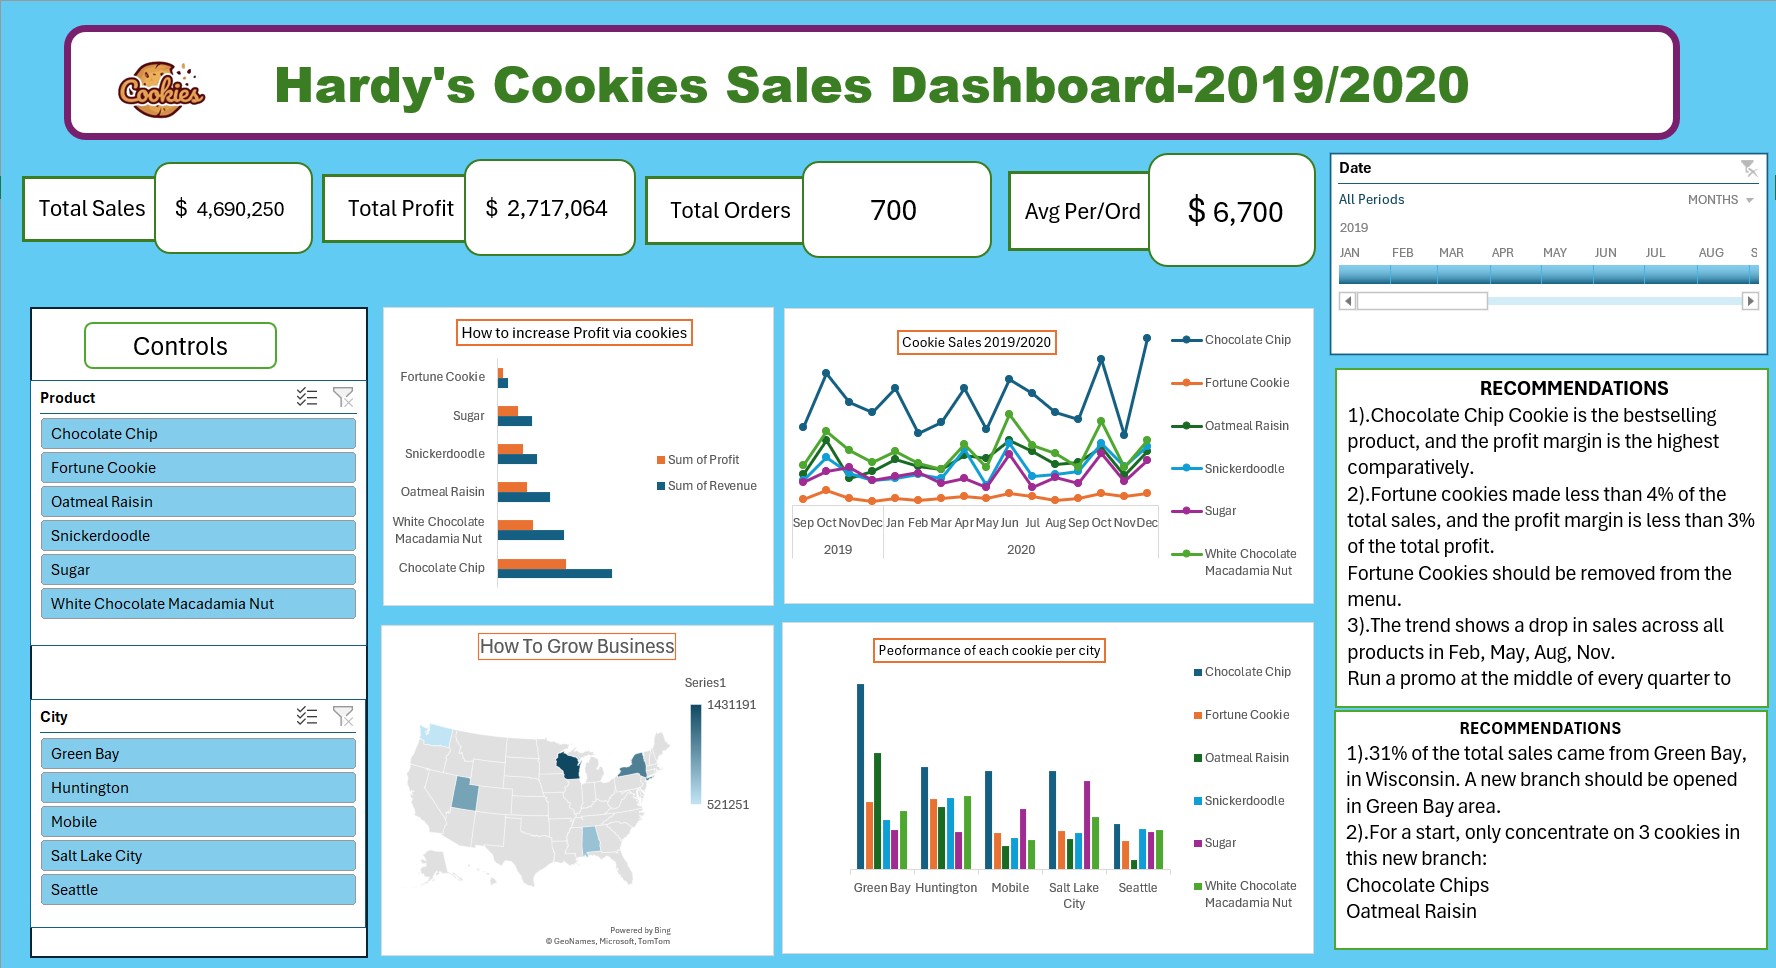 Cookies
Hardy's Cookies Sales Dashboard-2019/2020
Total Sales
$ 4,690,250
Total Profit
$ 2,717,064
Total Orders
700
Avg Per/Ord
$ 6,700
Date
All Periods
MONTHS
2019
JAN FEB MAR APR MAY JUN JUL AUG S
Controls
Product
Chocolate Chip
Fortune Cookie
Oatmeal Raisin
Snickerdoodle
Sugar
White Chocolate Macadamia Nut
City
Green Bay
Huntington
Mobile
Salt Lake City
Seattle
How to increase Profit via cookies
Fortune Cookie
Sugar
Snickerdoodle
Oatmeal Raisin
White Chocolate
Macadamia Nut
Chocolate Chip
Sum of Profit
Sum of Revenue
Cookie Sales 2019/2020
Sep Oct Nov Dec Jan Feb Mar Apr May Jun Jul Aug Sep Oct Nov Dec
2019 2020
Chocolate Chip
Fortune Cookie
Oatmeal Raisin
Snickerdoodle
Sugar
White Chocolate
Macadamia Nut
How To Grow Business
Series1
1431191
521251
Powered by Bing
© GeoNames, Microsoft, TomTom
Peoformance of each cookie per city
Green Bay Huntington Mobile Salt Lake Seattle
City
Chocolate Chip
Fortune Cookie
Oatmeal Raisin
Snickerdoodle
Sugar
White Chocolate
Macadamia Nut
RECOMMENDATIONS
1).Chocolate Chip Cookie is the bestselling
product, and the profit margin is the highest
comparatively.
2).Fortune cookies made less than 4% of the
total sales, and the profit margin is less than 3%
of the total profit.
Fortune Cookies should be removed from the
menu.
3).The trend shows a drop in sales across all
products in Feb, May, Aug, Nov.
Run a promo at the middle of every quarter to
RECOMMENDATIONS
1).31% of the total sales came from Green Bay,
in Wisconsin. A new branch should be opened
in Green Bay area.
2).For a start, only concentrate on 3 cookies in
this new branch:
Chocolate Chips
Oatmeal Raisin